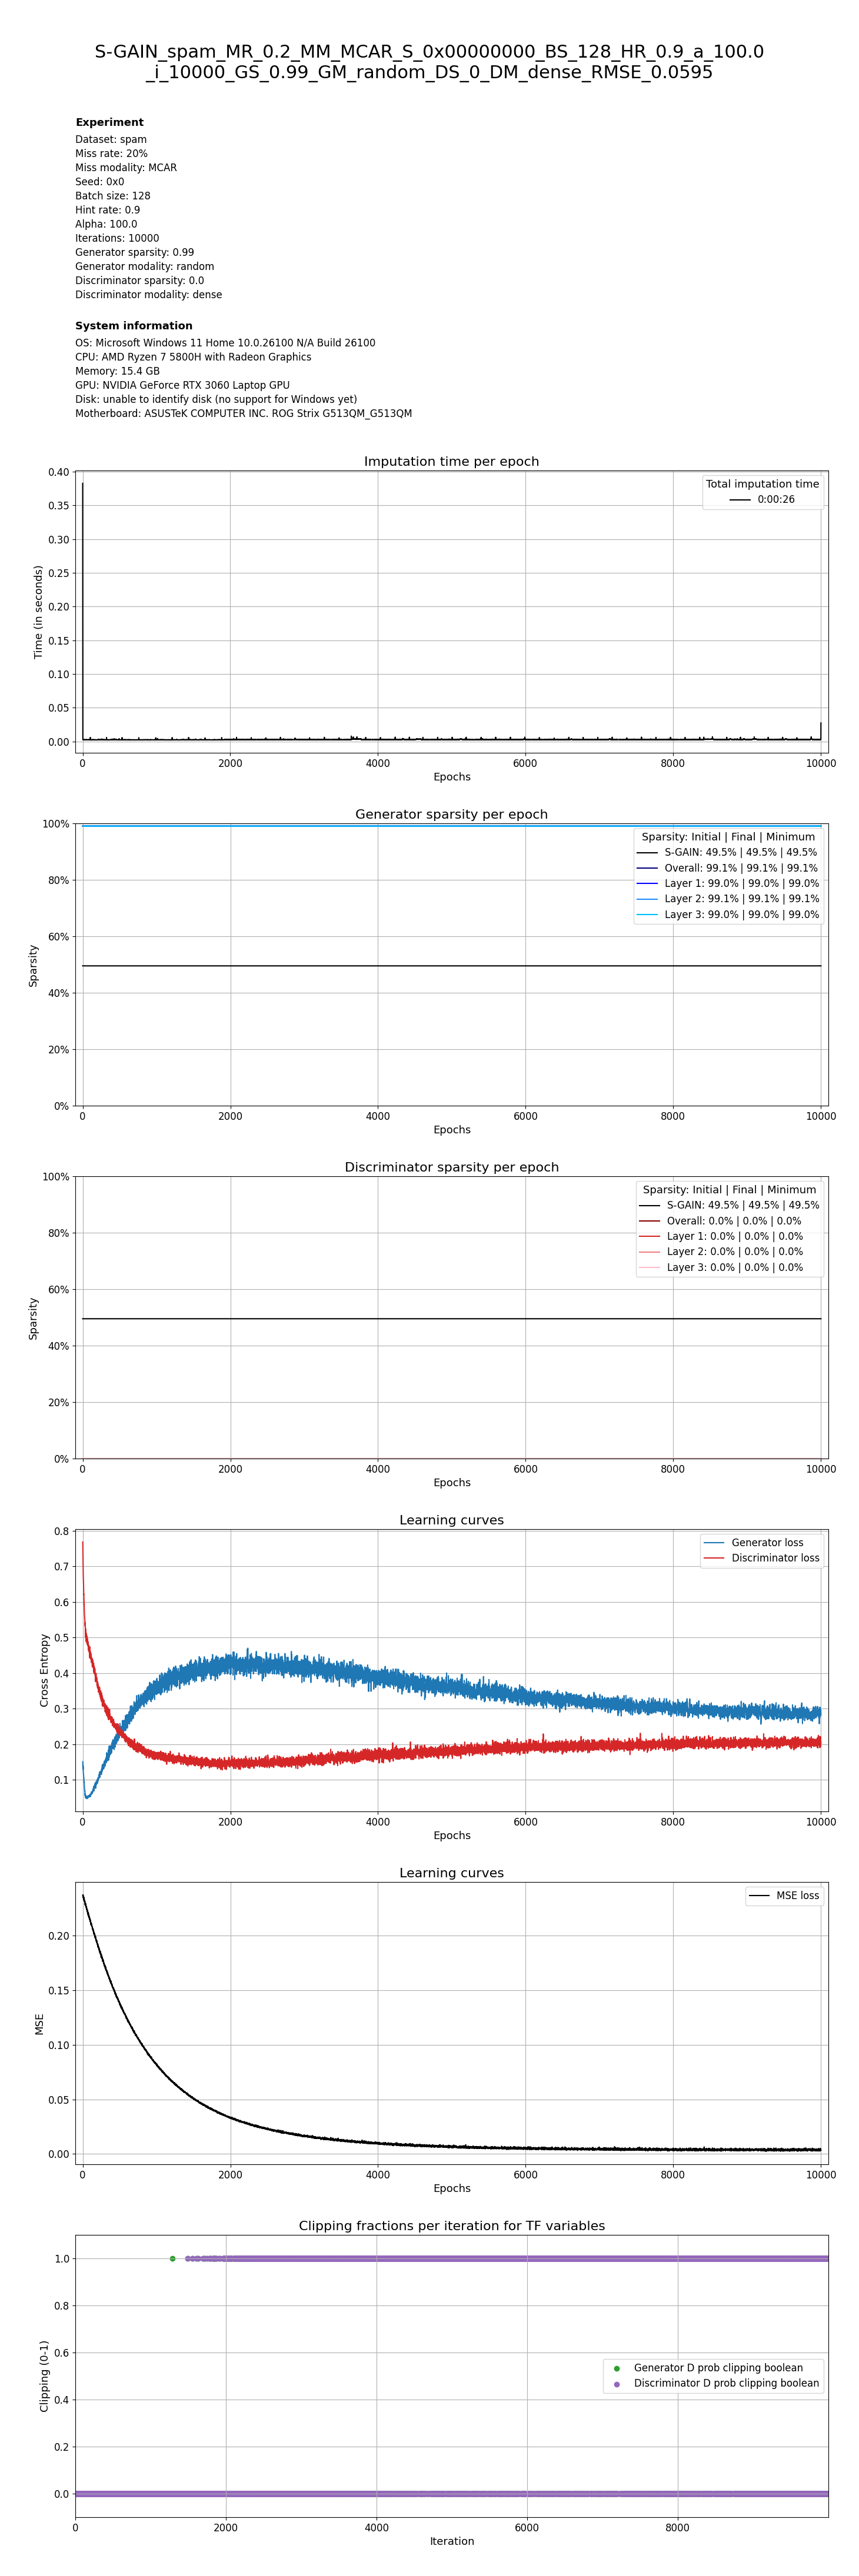 S-GAIN_spam_MR_0.2_MM_MCAR_S_0x00000000_BS_128_HR_0.9_a_100.0
_i_10000_GS_0.99_GM_random_DS_0_DM_dense_RMSE_0.0595
Experiment
Dataset: spam
Miss rate: 20%
Miss modality: MCAR
Seed: 0x0
Batch size: 128
Hint rate: 0.9
Alpha: 100.0
Iterations: 10000
Generator sparsity: 0.99
Generator modality: random
Discriminator sparsity: 0.0
Discriminator modality: dense
System information
OS: Microsoft Windows 11 Home 10.0.26100 N/A Build 26100
CPU: AMD Ryzen 7 5800H with Radeon Graphics
Memory: 15.4 GB
GPU: NVIDIA GeForce RTX 3060 Laptop GPU
Disk: unable to identify disk (no support for Windows yet)
Motherboard: ASUSTeK COMPUTER INC. ROG Strix G513QM_G513QM
Imputation time per epoch
Total imputation time
0:00:26
Time (in seconds)
0.40
0.35
0.30
0.25
0.20
0.15
0.10
0.05
0.00
0 2000 4000 6000 8000 10000
Epochs
Generator sparsity per epoch
Sparsity: Initial | Final | Minimum
S-GAIN: 49.5% | 49.5% | 49.5%
Overall: 99.1% | 99.1% | 99.1%
Layer 1: 99.0% | 99.0% | 99.0%
Layer 2: 99.1% | 99.1% | 99.1%
Layer 3: 99.0% | 99.0% | 99.0%
Sparsity
100%
80%
60%
40%
20%
0%
0 2000 4000 6000 8000 10000
Epochs
Discriminator sparsity per epoch
Sparsity: Initial | Final | Minimum
S-GAIN: 49.5% | 49.5% | 49.5%
Overall: 0.0% | 0.0% | 0.0%
Layer 1: 0.0% | 0.0% | 0.0%
Layer 2: 0.0% | 0.0% | 0.0%
Layer 3: 0.0% | 0.0% | 0.0%
Sparsity
100%
80%
60%
40%
20%
0%
0 2000 4000 6000 8000 10000
Epochs
Learning curves
Generator loss
Discriminator loss
Cross Entropy
0.8
0.7
0.6
0.5
0.4
0.3
0.2
0.1
0 2000 4000 6000 8000 10000
Epochs
Learning curves
MSE loss
MSE
0.20
0.15
0.10
0.05
0.00
0 2000 4000 6000 8000 10000
Epochs
Clipping fractions per iteration for TF variables
Generator D prob clipping boolean
Discriminator D prob clipping boolean
Clipping (0-1)
1.0
0.8
0.6
0.4
0.2
0.0
0 2000 4000 6000 8000
Iteration